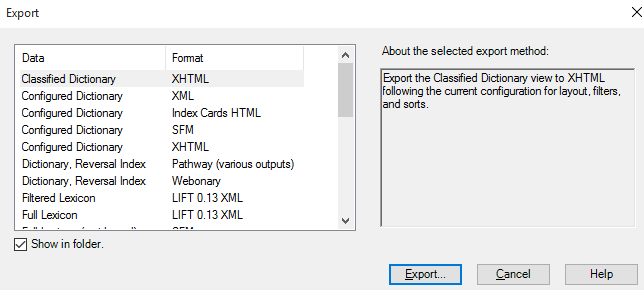 Export
About the selected export method:
Data Format
Classified Dictionary XHTML
Configured Dictionary XML
Configured Dictionary Index Cards HTML
Configured Dictionary SFM
Configured Dictionary XHTML
Dictionary, Reversal Index Pathway (various outputs)
Dictionary, Reversal Index Webonary
Filtered Lexicon LIFT 0.13 XML
Full Lexicon LIFT 0.13 XML
Export the Classified Dictionary view to XHTML
following the current configuration for layout, filters,
and sorts.
Show in folder.
Export... Cancel Help